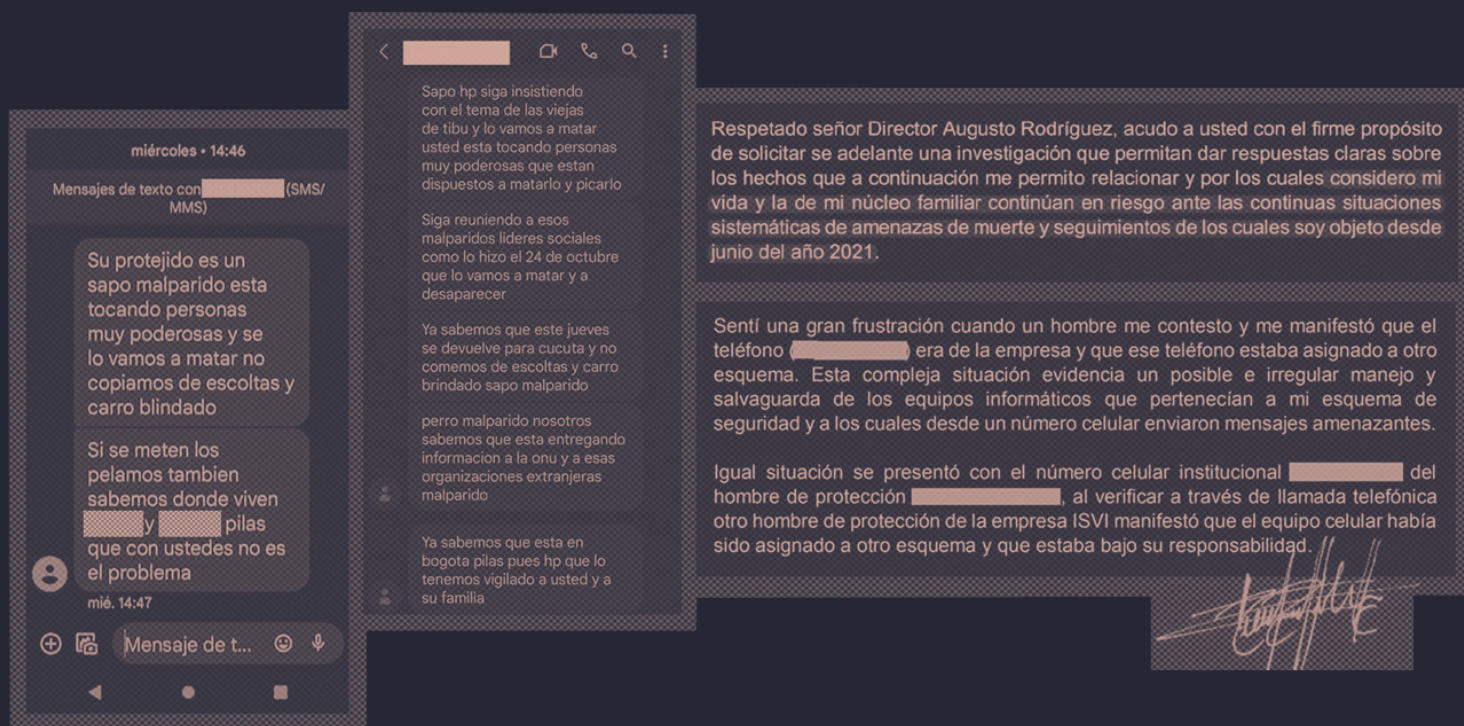 miércoles • 14:46
Mensajes de texto con (SMS/
MMS)
Su protejido es un
sapo malparido esta
tocando personas
muy poderosas y se
lo vamos a matar no
copiamos de escoltas y
carro blindado
Si se meten los
pelamos tambien
sabemos donde viven
y pilas
que con ustedes no es
el problema
mié. 14:47
Mensaje de t...
Sapo hp siga insistiendo
con el tema de las viejas
de tibu y lo vamos a matar
usted esta tocando personas
muy poderosas que estan
dispuestos a matarlo y picarlo
Siga reuniendo a esos
malparidos lideres sociales
como lo hizo el 24 de octubre
que lo vamos a matar y a
desaparecer
Ya sabemos que este jueves
se devuelve para cucuta y no
comemos de escoltas y carro
brindado sapo malparido
perro malparido nosotros
sabemos que esta entregando
informacion a la onu y a esas
organizaciones extranjeras
malparido
Ya sabemos que esta en
bogota pilas pues hp que lo
tenemos vigilado a usted y a
su familia
Respetado señor Director Augusto Rodríguez, acudo a usted con el firme propósito
de solicitar se adelante una investigación que permitan dar respuestas claras sobre
los hechos que a continuación me permito relacionar y por los cuales considero mi
vida y la de mi núcleo familiar continúan en riesgo ante las continuas situaciones
sistemáticas de amenazas de muerte y seguimientos de los cuales soy objeto desde
junio del año 2021.
Sentí una gran frustración cuando un hombre me contesto y me manifestó que el
teléfono ( ) era de la empresa y que ese teléfono estaba asignado a otro
esquema. Esta compleja situación evidencia un posible e irregular manejo y
salvaguarda de los equipos informáticos que pertenecían a mi esquema de
seguridad y a los cuales desde un número celular enviaron mensajes amenazantes.
Igual situación se presentó con el número celular institucional del
hombre de protección , al verificar a través de llamada telefónica
otro hombre de protección de la empresa ISVI manifestó que el equipo celular había
sido asignado a otro esquema y que estaba bajo su responsabilidad.